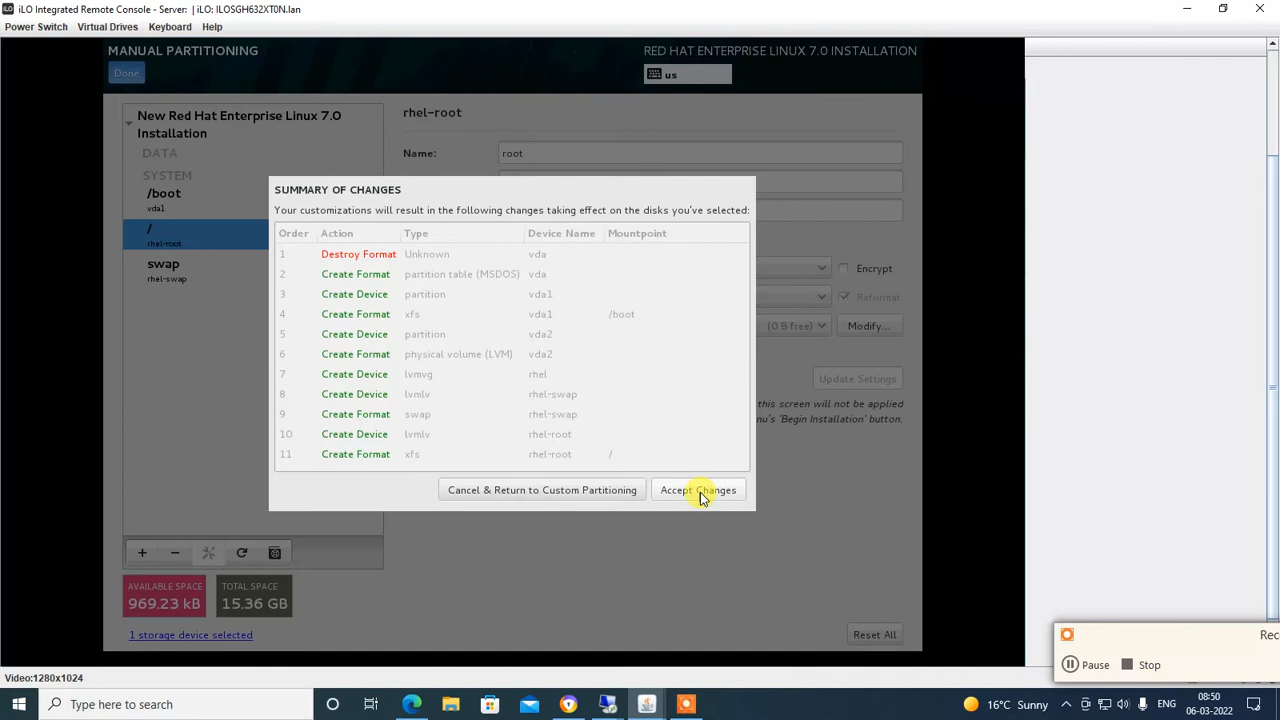 iLO Integrated Remote Console - Server: | iLO: ILOSGH632XT0N.lan
Power Switch Virtual Drives Keyboard Help
MANUAL PARTITIONING
RED HAT ENTERPRISE LINUX 7.0 INSTALLATION
Done
us
New Red Hat Enterprise Linux 7.0
Installation
DATA
SYSTEM
/boot
vda1
/
rhel-root
swap
rhel-swap
rhel-root
Name: root
SUMMARY OF CHANGES
Your customizations will result in the following changes taking effect on the disks you've selected:
Order Action Type Device Name Mountpoint
1 Destroy Format Unknown vda
2 Create Format partition table (MSDOS) vda
3 Create Device partition vda1
4 Create Format xfs vda1 /boot
5 Create Device partition vda2
6 Create Format physical volume (LVM) vda2
7 Create Device lvmvg rhel
8 Create Device lvmlv rhel-swap
9 Create Format swap rhel-swap
10 Create Device lvmlv rhel-root
11 Create Format xfs rhel-root /
Cancel & Return to Custom Partitioning Accept Changes
Encrypt
Reformat
(0 B free) Modify...
Update Settings
this screen will not be applied
nu's 'Begin Installation' button.
+ −
AVAILABLE SPACE
969.23 kB
TOTAL SPACE
15.36 GB
1 storage device selected
Reset All
Rec
Pause Stop
Video:1280x1024
Type here to search
16°C Sunny
ENG
08:50
06-03-2022